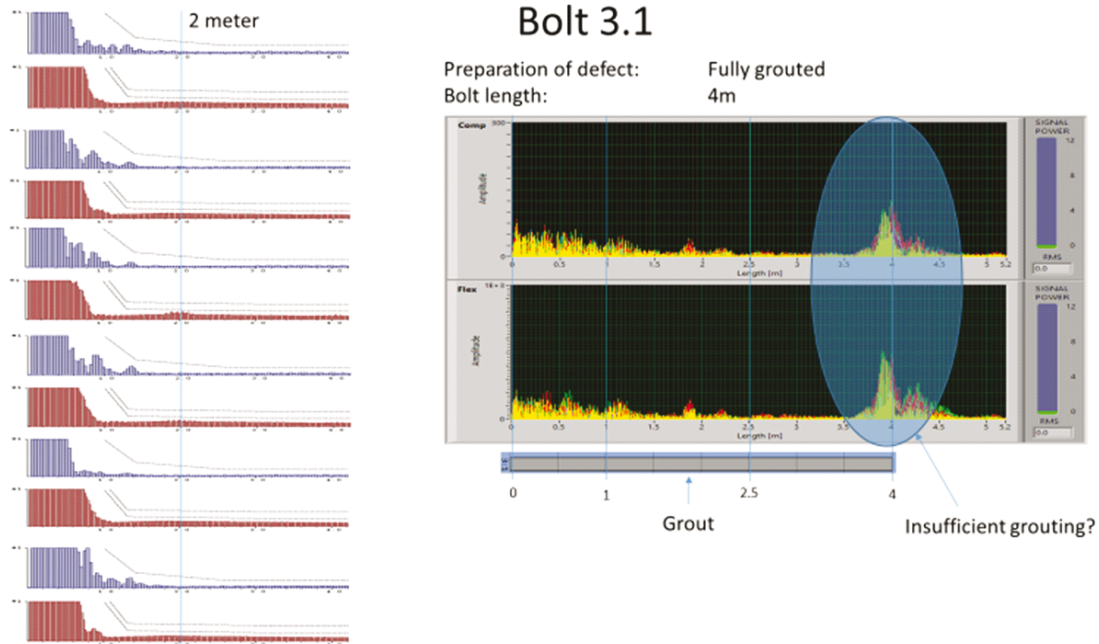 2 meter
Bolt 3.1
Preparation of defect: Fully grouted
Bolt length: 4m
Comp
Amplitude
0 0.5 1 1.5 2 2.5 3 3.5 4 4.5 5 5.2
Length [m]
SIGNAL
POWER
12
8
4
0
RMS
0.0
Flex
Amplitude
0 0.5 1 1.5 2 2.5 3 3.5 4 4.5 5 5.2
Length [m]
SIGNAL
POWER
12
8
4
0
RMS
0.0
0 1 2.5 4
Grout
Insufficient grouting?